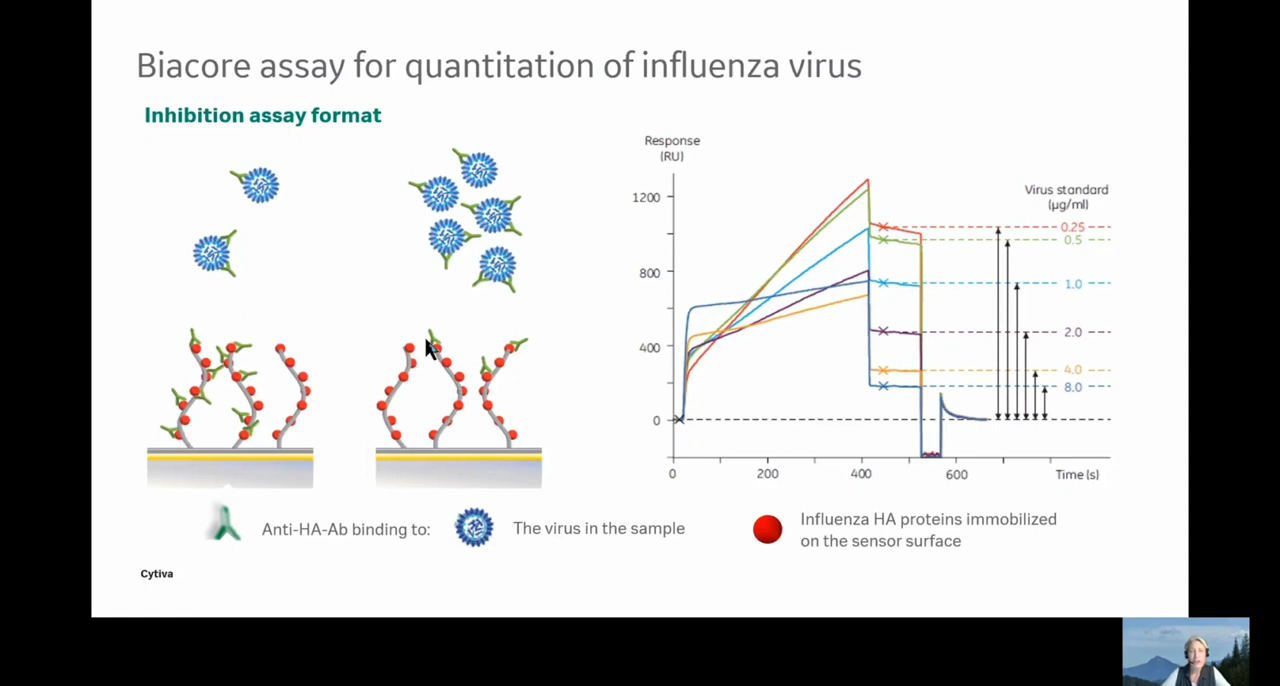 Biacore assay for quantitation of influenza virus
Inhibition assay format
Response
(RU)
1200
800
400
0
0
200
400
600
Time (s)
Virus standard
(µg/ml)
0.25
0.5
1.0
2.0
4.0
8.0
Anti-HA-Ab binding to:
The virus in the sample
Influenza HA proteins immobilized
on the sensor surface
Cytiva